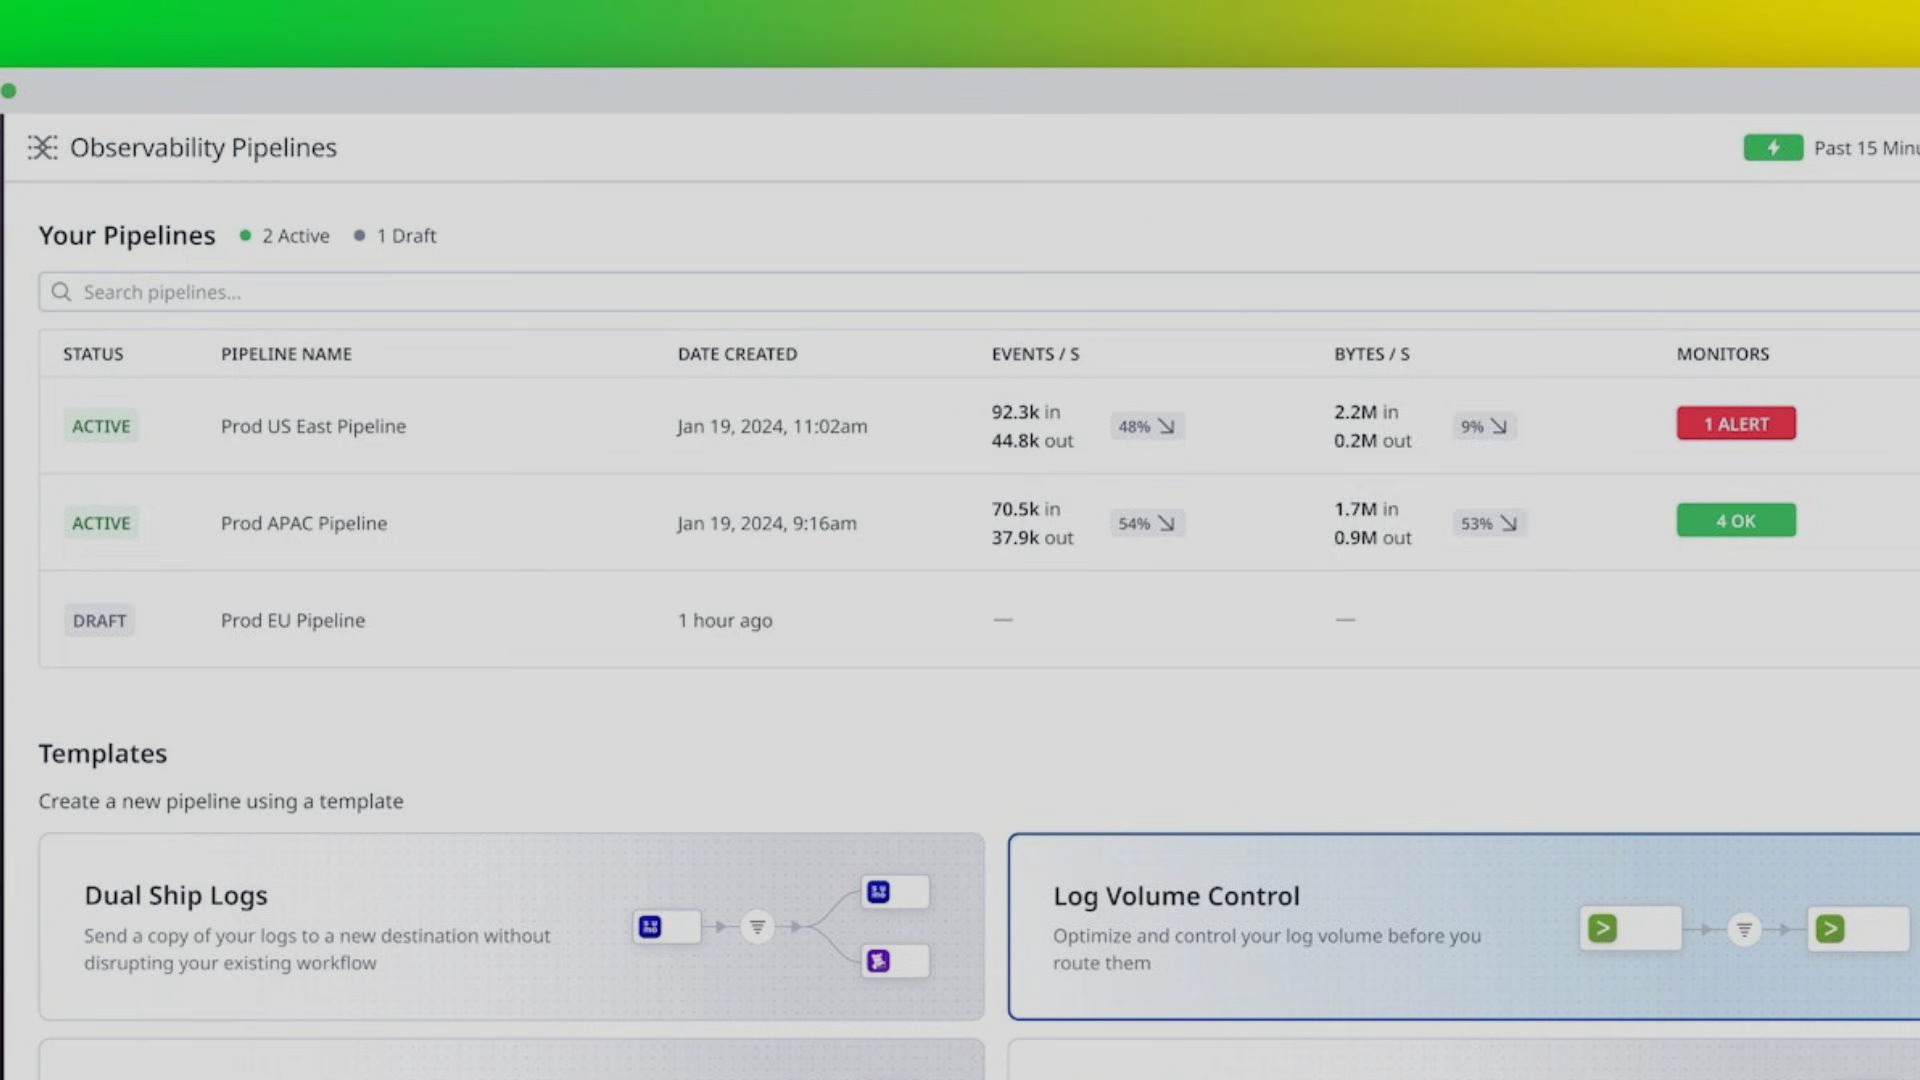 Observability Pipelines
Past 15 Minu
Your Pipelines 2 Active 1 Draft
Search pipelines...
STATUS PIPELINE NAME DATE CREATED EVENTS / S BYTES / S MONITORS
ACTIVE Prod US East Pipeline Jan 19, 2024, 11:02am 92.3k in 44.8k out 48% 2.2M in 0.2M out 9% 1 ALERT
ACTIVE Prod APAC Pipeline Jan 19, 2024, 9:16am 70.5k in 37.9k out 54% 1.7M in 0.9M out 53% 4 OK
DRAFT Prod EU Pipeline 1 hour ago — —
Templates
Create a new pipeline using a template
Dual Ship Logs
Send a copy of your logs to a new destination without
disrupting your existing workflow
su
mo
su
mo
Log Volume Control
Optimize and control your log volume before you
route them